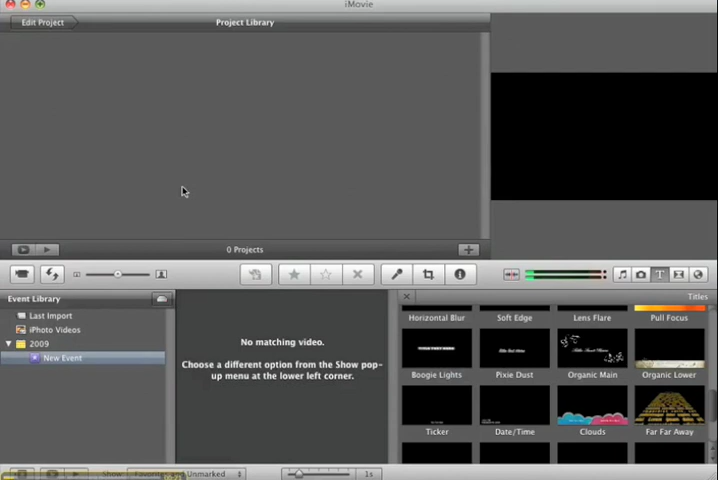 iMovie
Edit Project
Project Library
0 Projects
Event Library
Last Import
iPhoto Videos
2009
New Event
No matching video.
Choose a different option from the Show pop-
up menu at the lower left corner.
Titles
Horizontal Blur
Soft Edge
Lens Flare
Pull Focus
Boogie Lights
Pixie Dust
Organic Main
Organic Lower
Ticker
Date/Time
Clouds
Far Far Away
Show:
Unmarked
1s